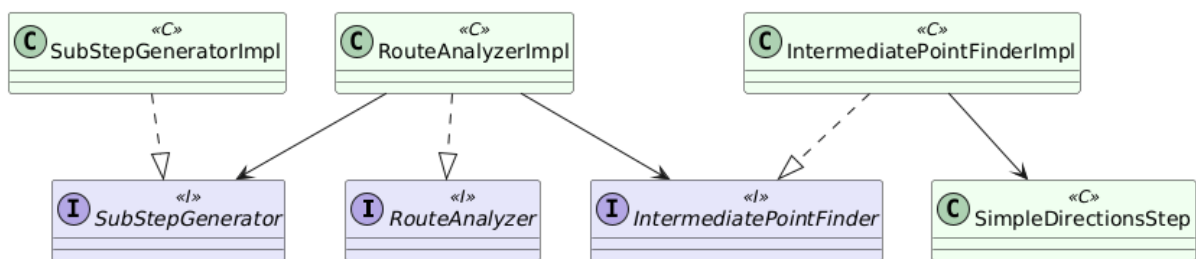 «C»
C SubStepGeneratorImpl
«C»
C RouteAnalyzerImpl
«C»
C IntermediatePointFinderImpl
«I»
I SubStepGenerator
«I»
I RouteAnalyzer
«I»
I IntermediatePointFinder
«C»
C SimpleDirectionsStep